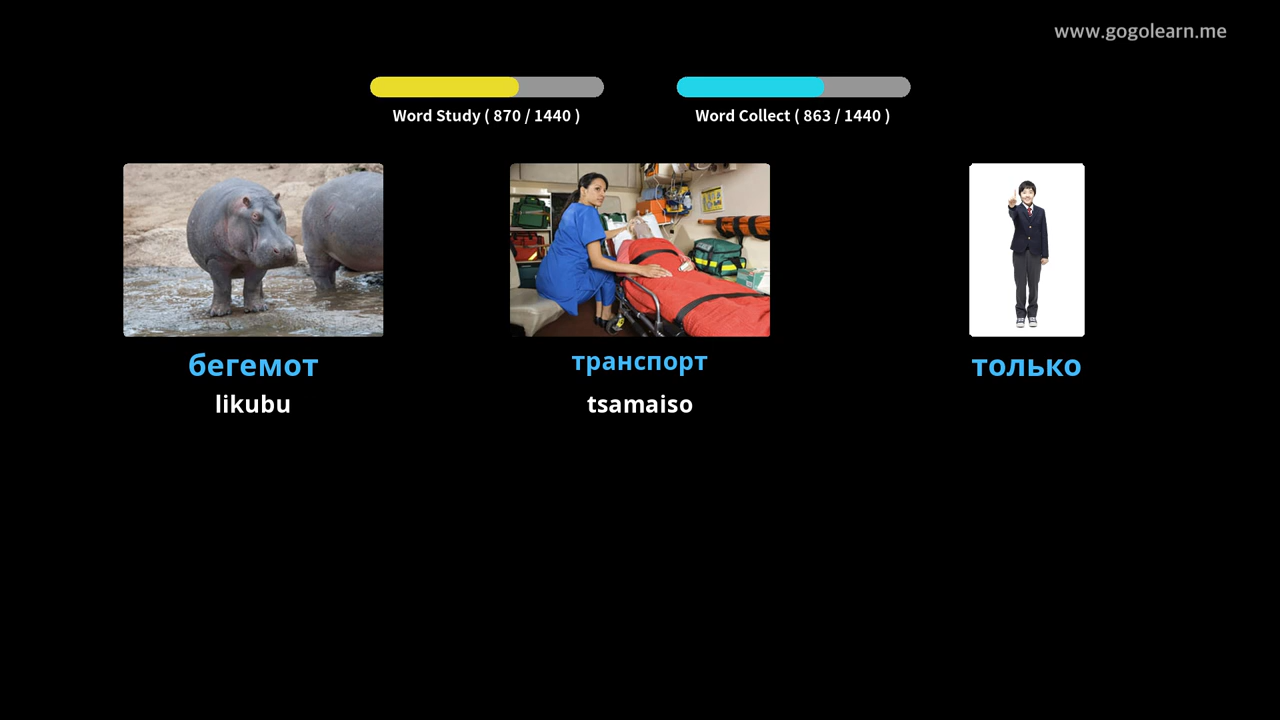 www.gogolearn.me
Word Study ( 870 / 1440 )
Word Collect ( 863 / 1440 )
бегемот
likubu
транспорт
tsamaiso
только